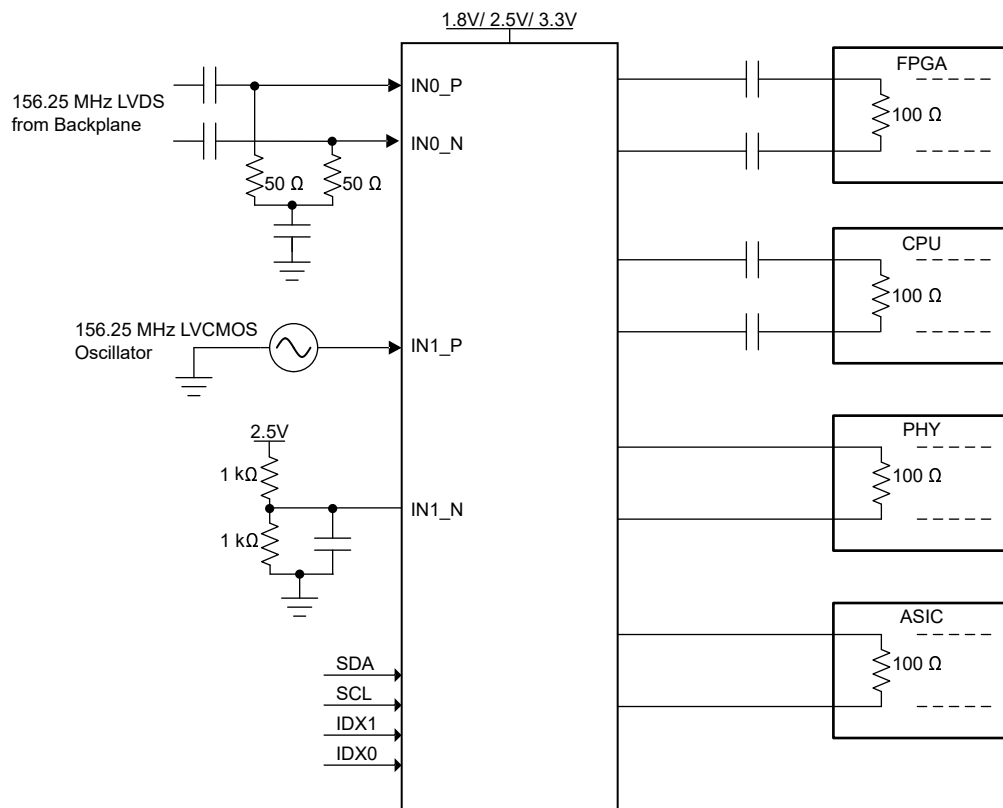 1.8V/ 2.5V/ 3.3V
156.25 MHz LVDS
from Backplane
IN0_P
IN0_N
50 Ω
50 Ω
156.25 MHz LVCMOS
Oscillator
IN1_P
2.5V
1 kΩ
1 kΩ
IN1_N
SDA
SCL
IDX1
IDX0
FPGA
100 Ω
CPU
100 Ω
PHY
100 Ω
ASIC
100 Ω